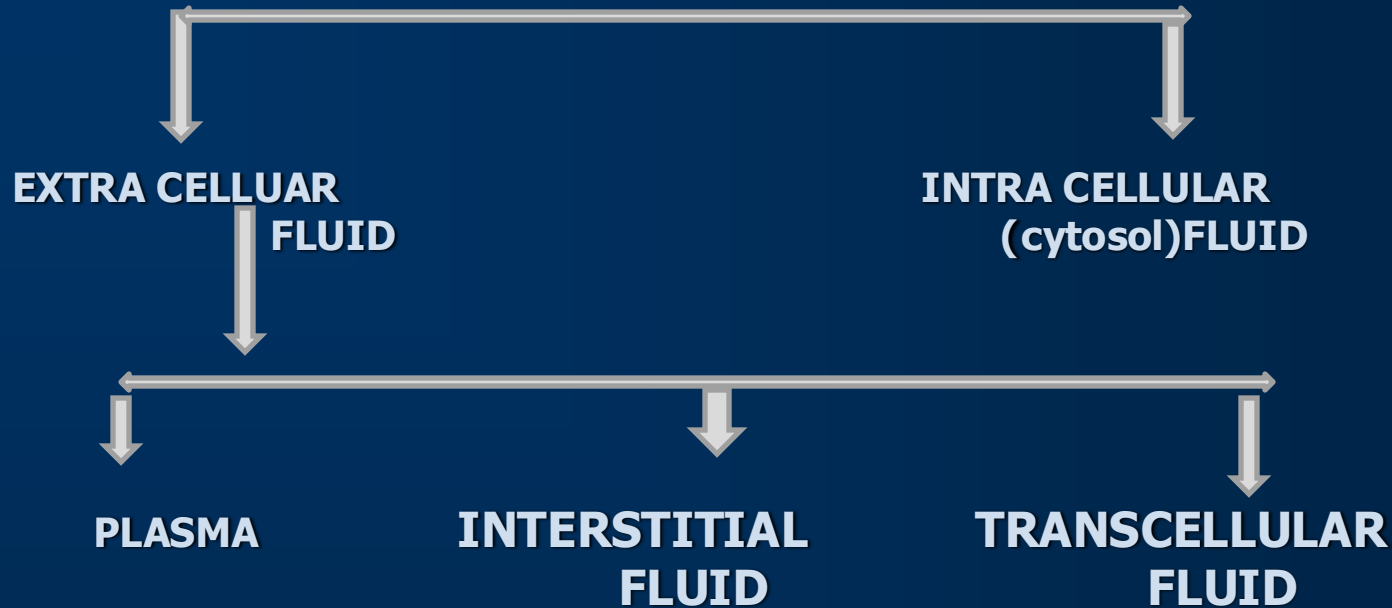 EXTRA CELLUAR
FLUID
INTRA CELLULAR
(cytosol)FLUID
PLASMA
INTERSTITIAL
FLUID
TRANSCELLULAR
FLUID